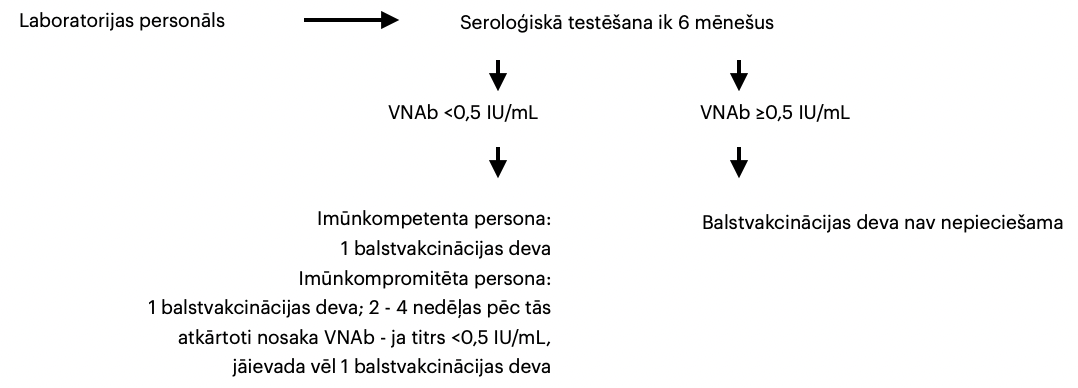 Laboratorijas personāls
Seroloģiskā testēšana ik 6 mēnešus
VNAb <0,5 IU/mL
VNAb ≥0,5 IU/mL
Imūnkompetenta persona:
1 balstvakcinācijas deva
Imūnkompromitēta persona:
1 balstvakcinācijas deva; 2 - 4 nedēļas pēc tās
atkārtoti nosaka VNAb - ja titrs <0,5 IU/mL,
jāievada vēl 1 balstvakcinācijas deva
Balstvakcinācijas deva nav nepieciešama